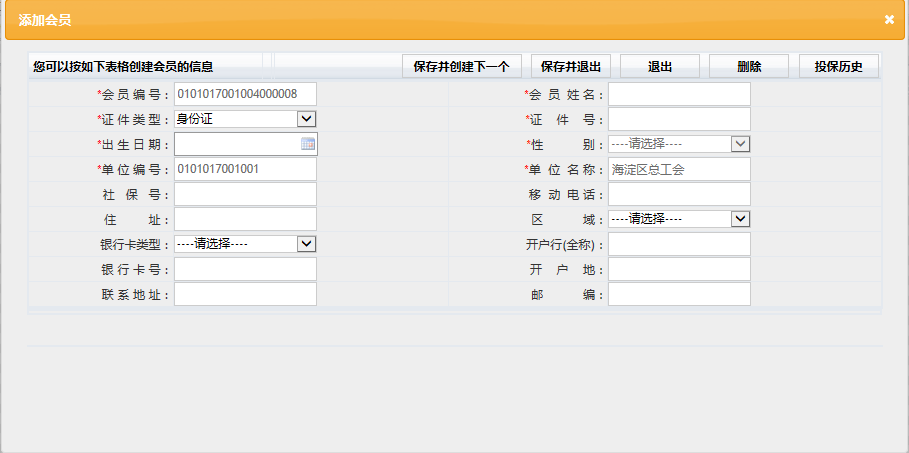 添加会员
您可以按如下表格创建会员的信息 保存并创建下一个 保存并退出 退出 删除 投保历史
*会员编号： 0101017001004000008 *会员姓名：
*证件类型： 身份证 *证件号：
*出生日期： *性别： ----请选择----
*单位编号： 0101017001001 *单位名称： 海淀区总工会
社保号： 移动电话：
住址： 区域： ----请选择----
银行卡类型： ----请选择---- 开户行(全称)：
银行卡号： 开户地：
联系地址： 邮编：